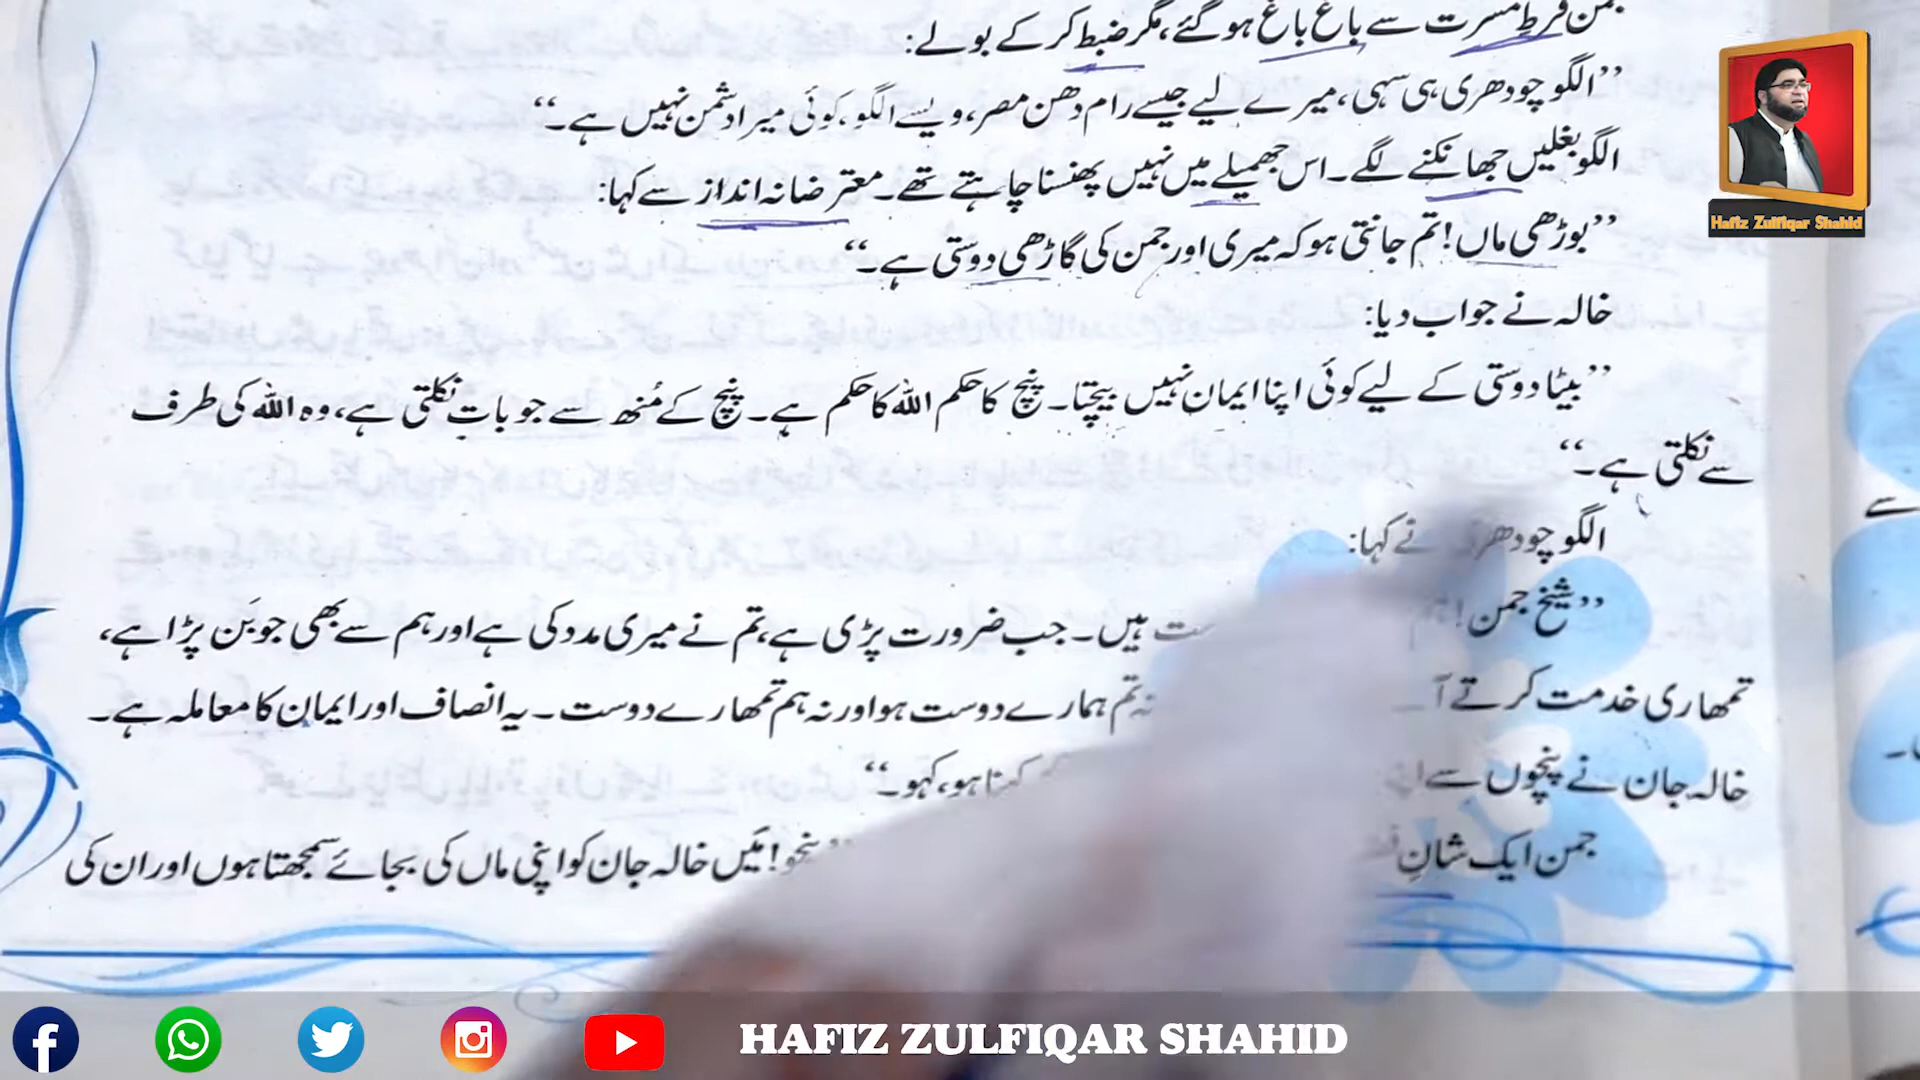 جمن فرطِ مسرت سے باغ باغ ہو گئے، مگر ضبط کر کے بولے:
’’الگو چودھری ہی سہی، میرے لیے جیسے رام دھن مصر، ویسے الگو، کوئی میرا دشمن نہیں ہے۔‘‘
الگو بغلیں جھانکنے لگے۔ اس جھمیلے میں نہیں پھنسنا چاہتے تھے۔ معترضانہ انداز سے کہا:
’’بوڑھی ماں! تم جانتی ہو کہ میری اور جمن کی گاڑھی دوستی ہے۔‘‘
خالہ نے جواب دیا:
’’بیٹا دوستی کے لیے کوئی اپنا ایمان نہیں بیچتا۔ پنچ کا حکم اللہ کا حکم ہے۔ پنچ کے مُنھ سے جو بات نکلتی ہے، وہ اللہ کی طرف
سے نکلتی ہے۔‘‘
الگو چودھری نے کہا:
’’شیخ جمن! ہیں۔ جب ضرورت پڑی ہے، تم نے میری مدد کی ہے اور ہم سے بھی جو بَن پڑا ہے،
تمھاری خدمت کرتے تم ہمارے دوست ہو اور نہ ہم تمھارے دوست۔ یہ انصاف اور ایمان کا معاملہ ہے۔
خالہ جان نے پنچوں سے کہنا ہو، کہو۔‘‘
جمن ایک شانِ پنچو! مَیں خالہ جان کو اپنی ماں کی بجائے سمجھتا ہوں اور ان کی
سے
Hafiz Zulfiqar Shahid
HAFIZ ZULFIQAR SHAHID